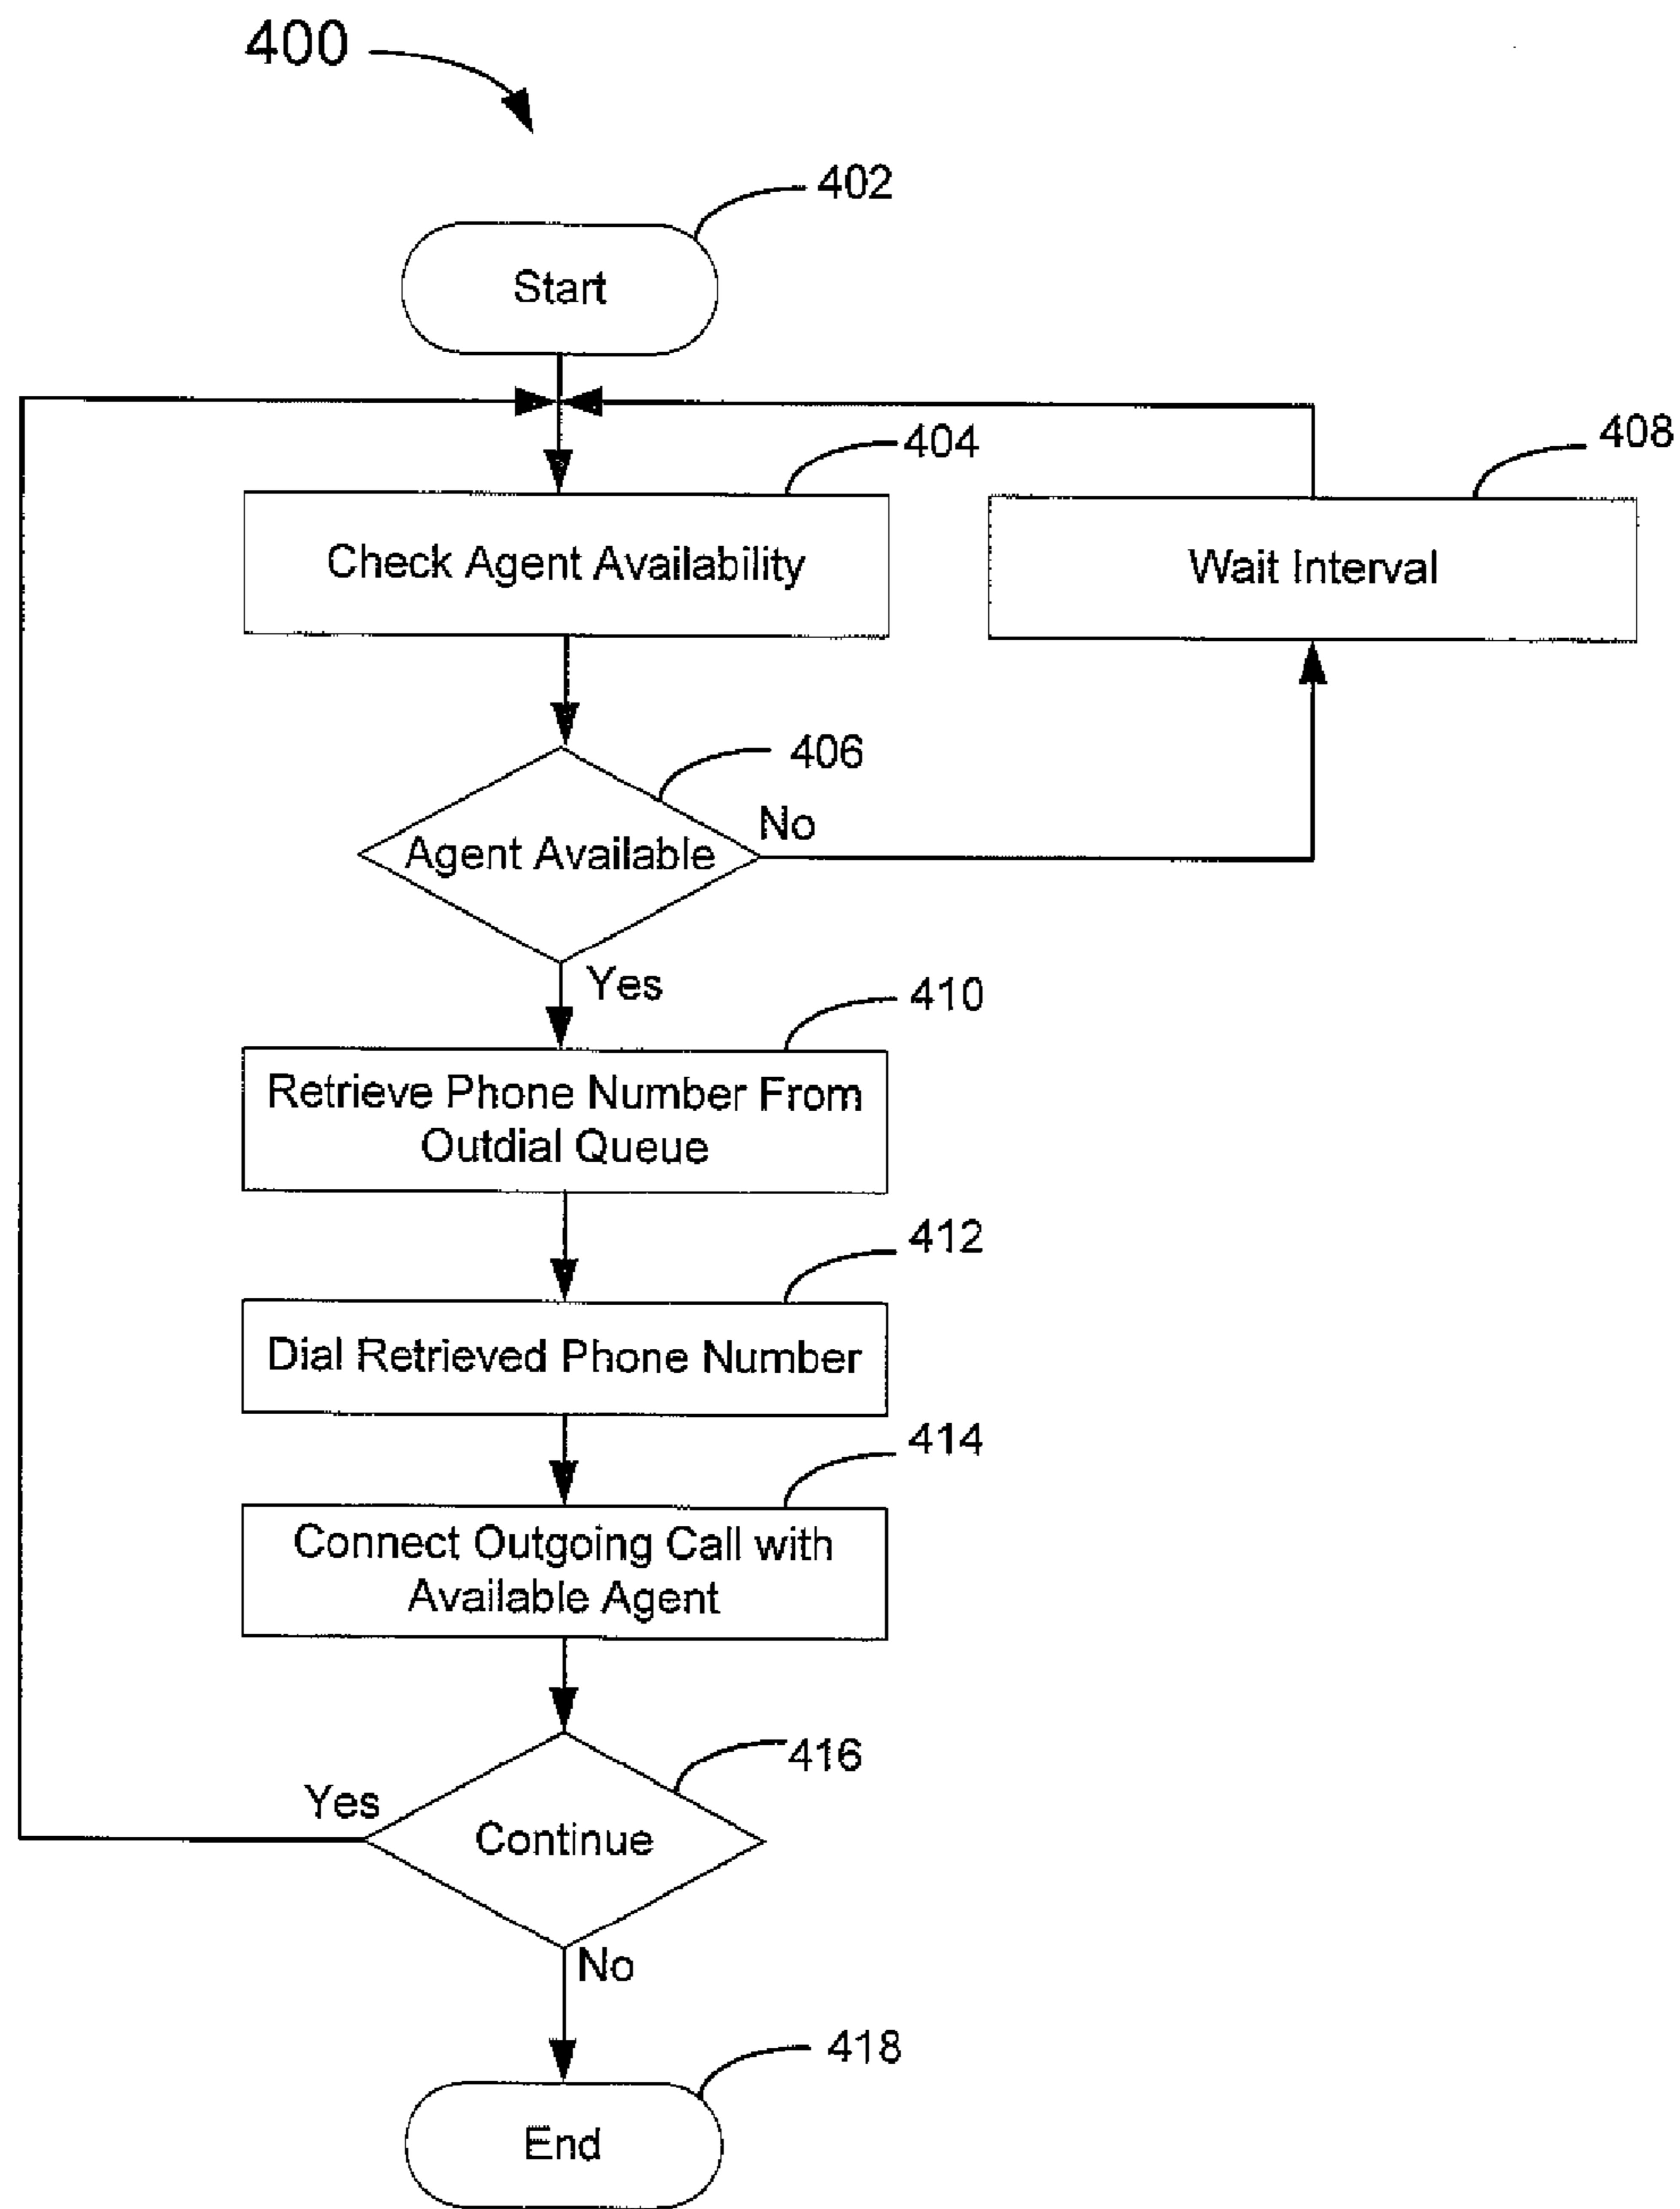 400
402
Start
404
408
Check Agent Availability
Wait Interval
406
No
Agent Available
Yes
410
Retrieve Phone Number From
Outdial Queue
412
Dial Retrieved Phone Number
414
Connect Outgoing Call with
Available Agent
416
Yes
Continue
No
418
End